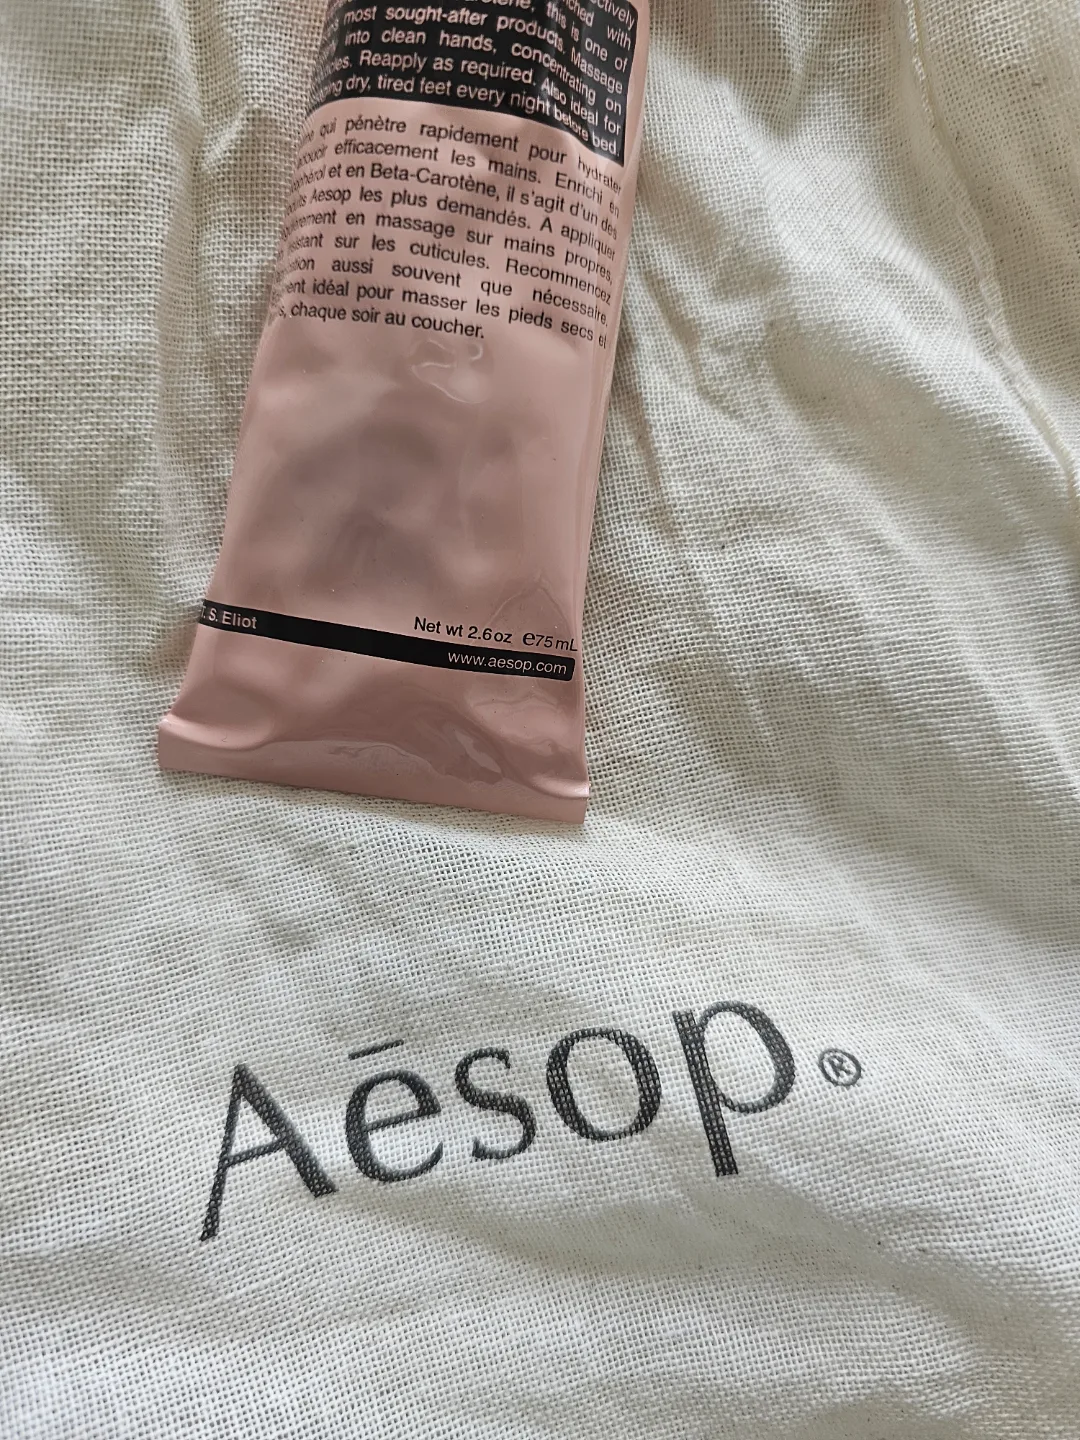 ctively
ched with
this is one of
most sought-after products. Massage
into clean hands, concentrating on
Reapply as required. Also ideal for
dry, tired feet every night before bed.
qui pénètre rapidement pour hydrater
efficacement les mains. Enrichi en
et en Beta-Carotène, il s'agit d'un des
Aesop les plus demandés. A appliquer
en massage sur mains propres,
sur les cuticules. Recommencez
aussi souvent que nécessaire.
idéal pour masser les pieds secs et
chaque soir au coucher.
T. S. Eliot
Net wt 2.6oz ℮75mL
www.aesop.com
Aēsop®